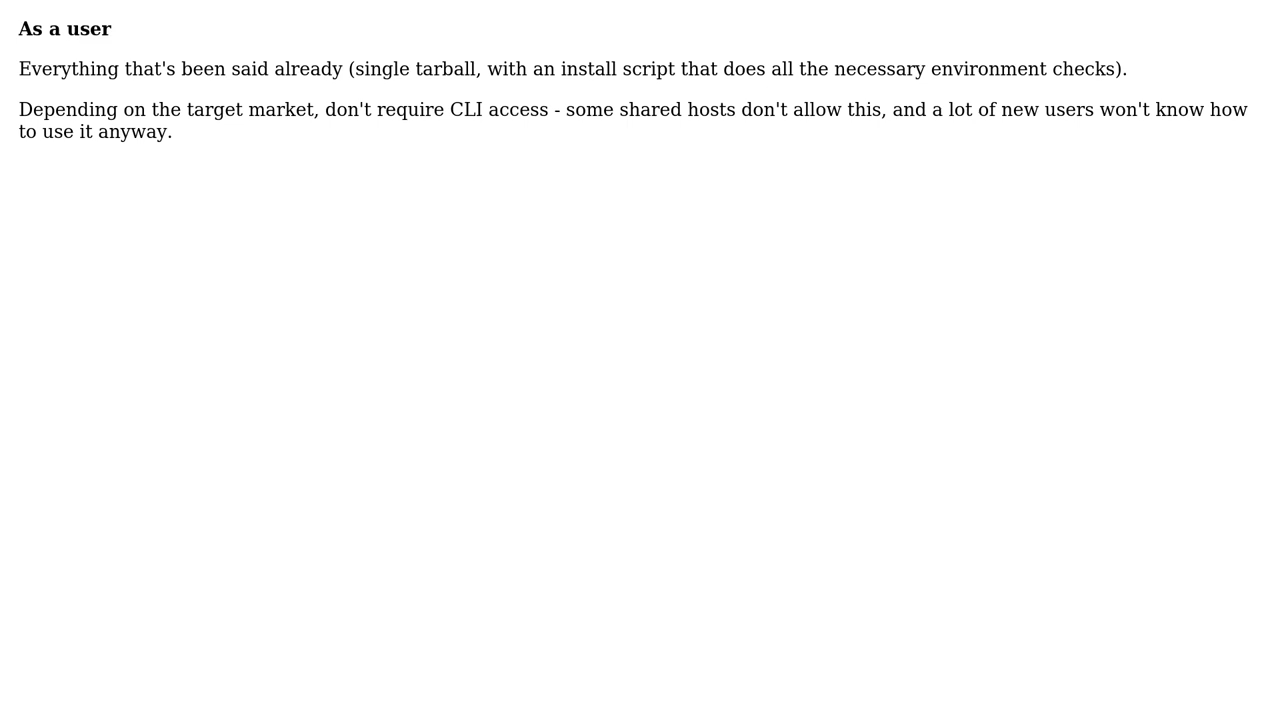 As a user
Everything that's been said already (single tarball, with an install script that does all the necessary environment checks).
Depending on the target market, don't require CLI access - some shared hosts don't allow this, and a lot of new users won't know how
to use it anyway.